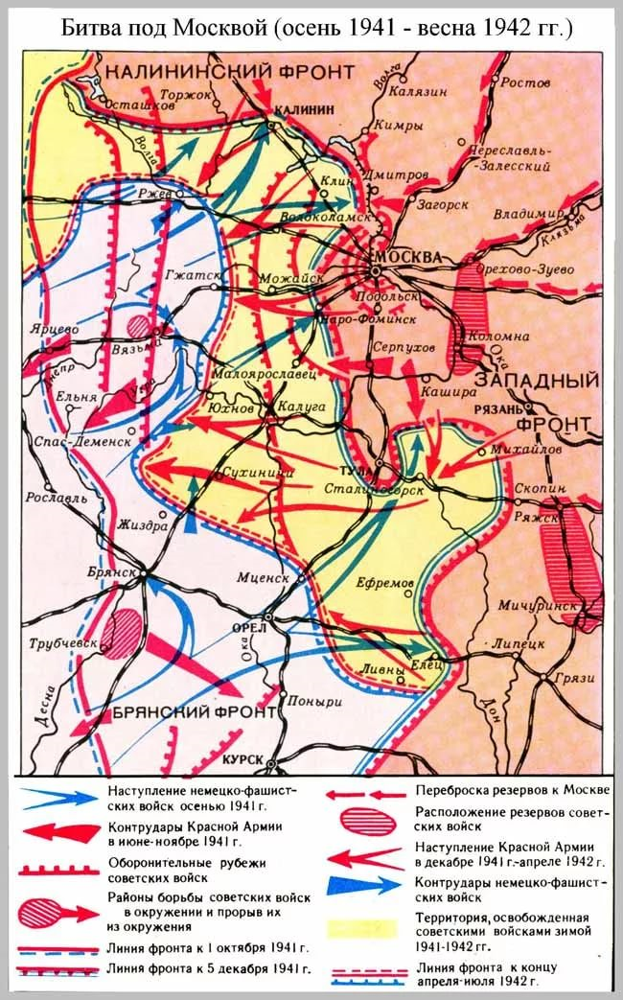 Битва под Москвой (осень 1941 - весна 1942 гг.)
КАЛИНИНСКИЙ ФРОНТ
Осташков
Торжок
КАЛИНИН
Волга
Калязин
Ростов
Кимры
Переславль-
Залесский
Волга
Ржев
Клин
Дмитров
Загорск
Владимир
Клязьма
Волоколамск
МОСКВА
Орехово-Зуево
Гжатск
Можайск
Подольск
Наро-Фоминск
Ярцево
Вязьма
Днепр
Серпухов
Коломна
Ока
Малоярославец
Кашира
ЗАПАДНЫЙ
ФРОНТ
Ельня
Угра
Юхнов
Калуга
РЯЗАНЬ
Спас-Деменск
Михайлов
Сухиничи
ТУЛА
Сталиногорск
Скопин
Ряжск
Рославль
Жиздра
Брянск
Мценск
Ефремов
Мичуринск
ОРЕЛ
Трубчевск
Ока
Ливны
Елец
Липецк
Грязи
Десна
БРЯНСКИЙ ФРОНТ
Поныри
Дон
КУРСК
Наступление немецко-фашист-
ских войск осенью 1941 г.
Контрудары Красной Армии
в июне-ноябре 1941 г.
Оборонительные рубежи
советских войск
Районы борьбы советских войск
в окружении и прорыв их
из окружения
Линия фронта к 1 октября 1941 г.
Линия фронта к 5 декабря 1941 г.
Переброска резервов к Москве
Расположение резервов совет-
ских войск
Наступление Красной Армии
в декабре 1941 г.-апреле 1942 г.
Контрудары немецко-фашист-
ских войск
Территория, освобожденная
советскими войсками зимой
1941-1942 гг.
Линия фронта к концу
апреля-июля 1942 г.